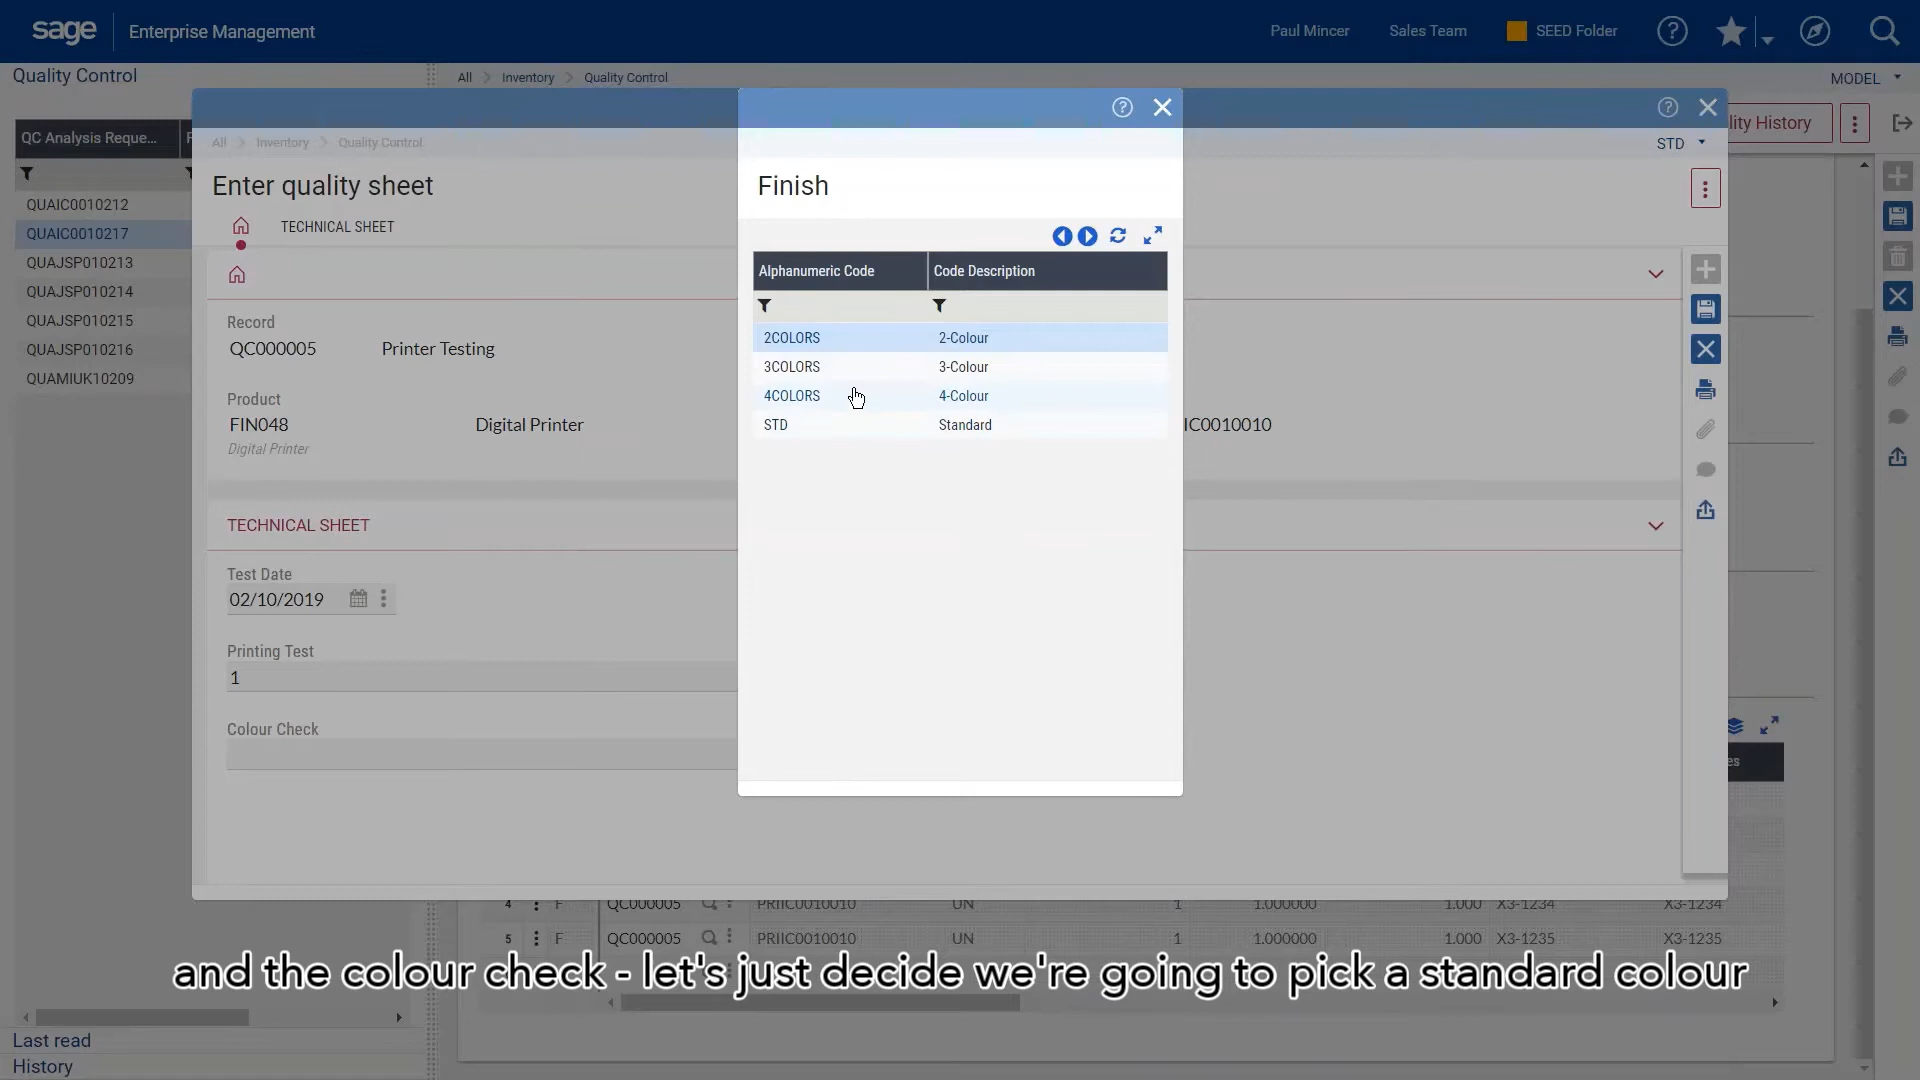 sage
Enterprise Management
Paul Mincer
Sales Team
SEED Folder
Quality Control
All
Inventory
Quality Control
MODEL
QC Analysis Reque...
QUAIC0010212
QUAIC0010217
QUAJSP010213
QUAJSP010214
QUAJSP010215
QUAJSP010216
QUAMIUK10209
All
Inventory
Quality Control
STD
lity History
Enter quality sheet
TECHNICAL SHEET
Record
QC000005
Printer Testing
Product
FIN048
Digital Printer
IC0010010
Digital Printer
TECHNICAL SHEET
Test Date
02/10/2019
Printing Test
1
Colour Check
Finish
Alphanumeric Code
Code Description
2COLORS
2-Colour
3COLORS
3-Colour
4COLORS
4-Colour
STD
Standard
es
4 F QC000005 PRIIC0010010 UN 1 1.000000 1.000 X3-1234 X3-1234
5 F QC000005 PRIIC0010010 UN 1 1.000000 1.000 X3-1235 X3-1235
and the colour check - let's just decide we're going to pick a standard colour
Last read
History